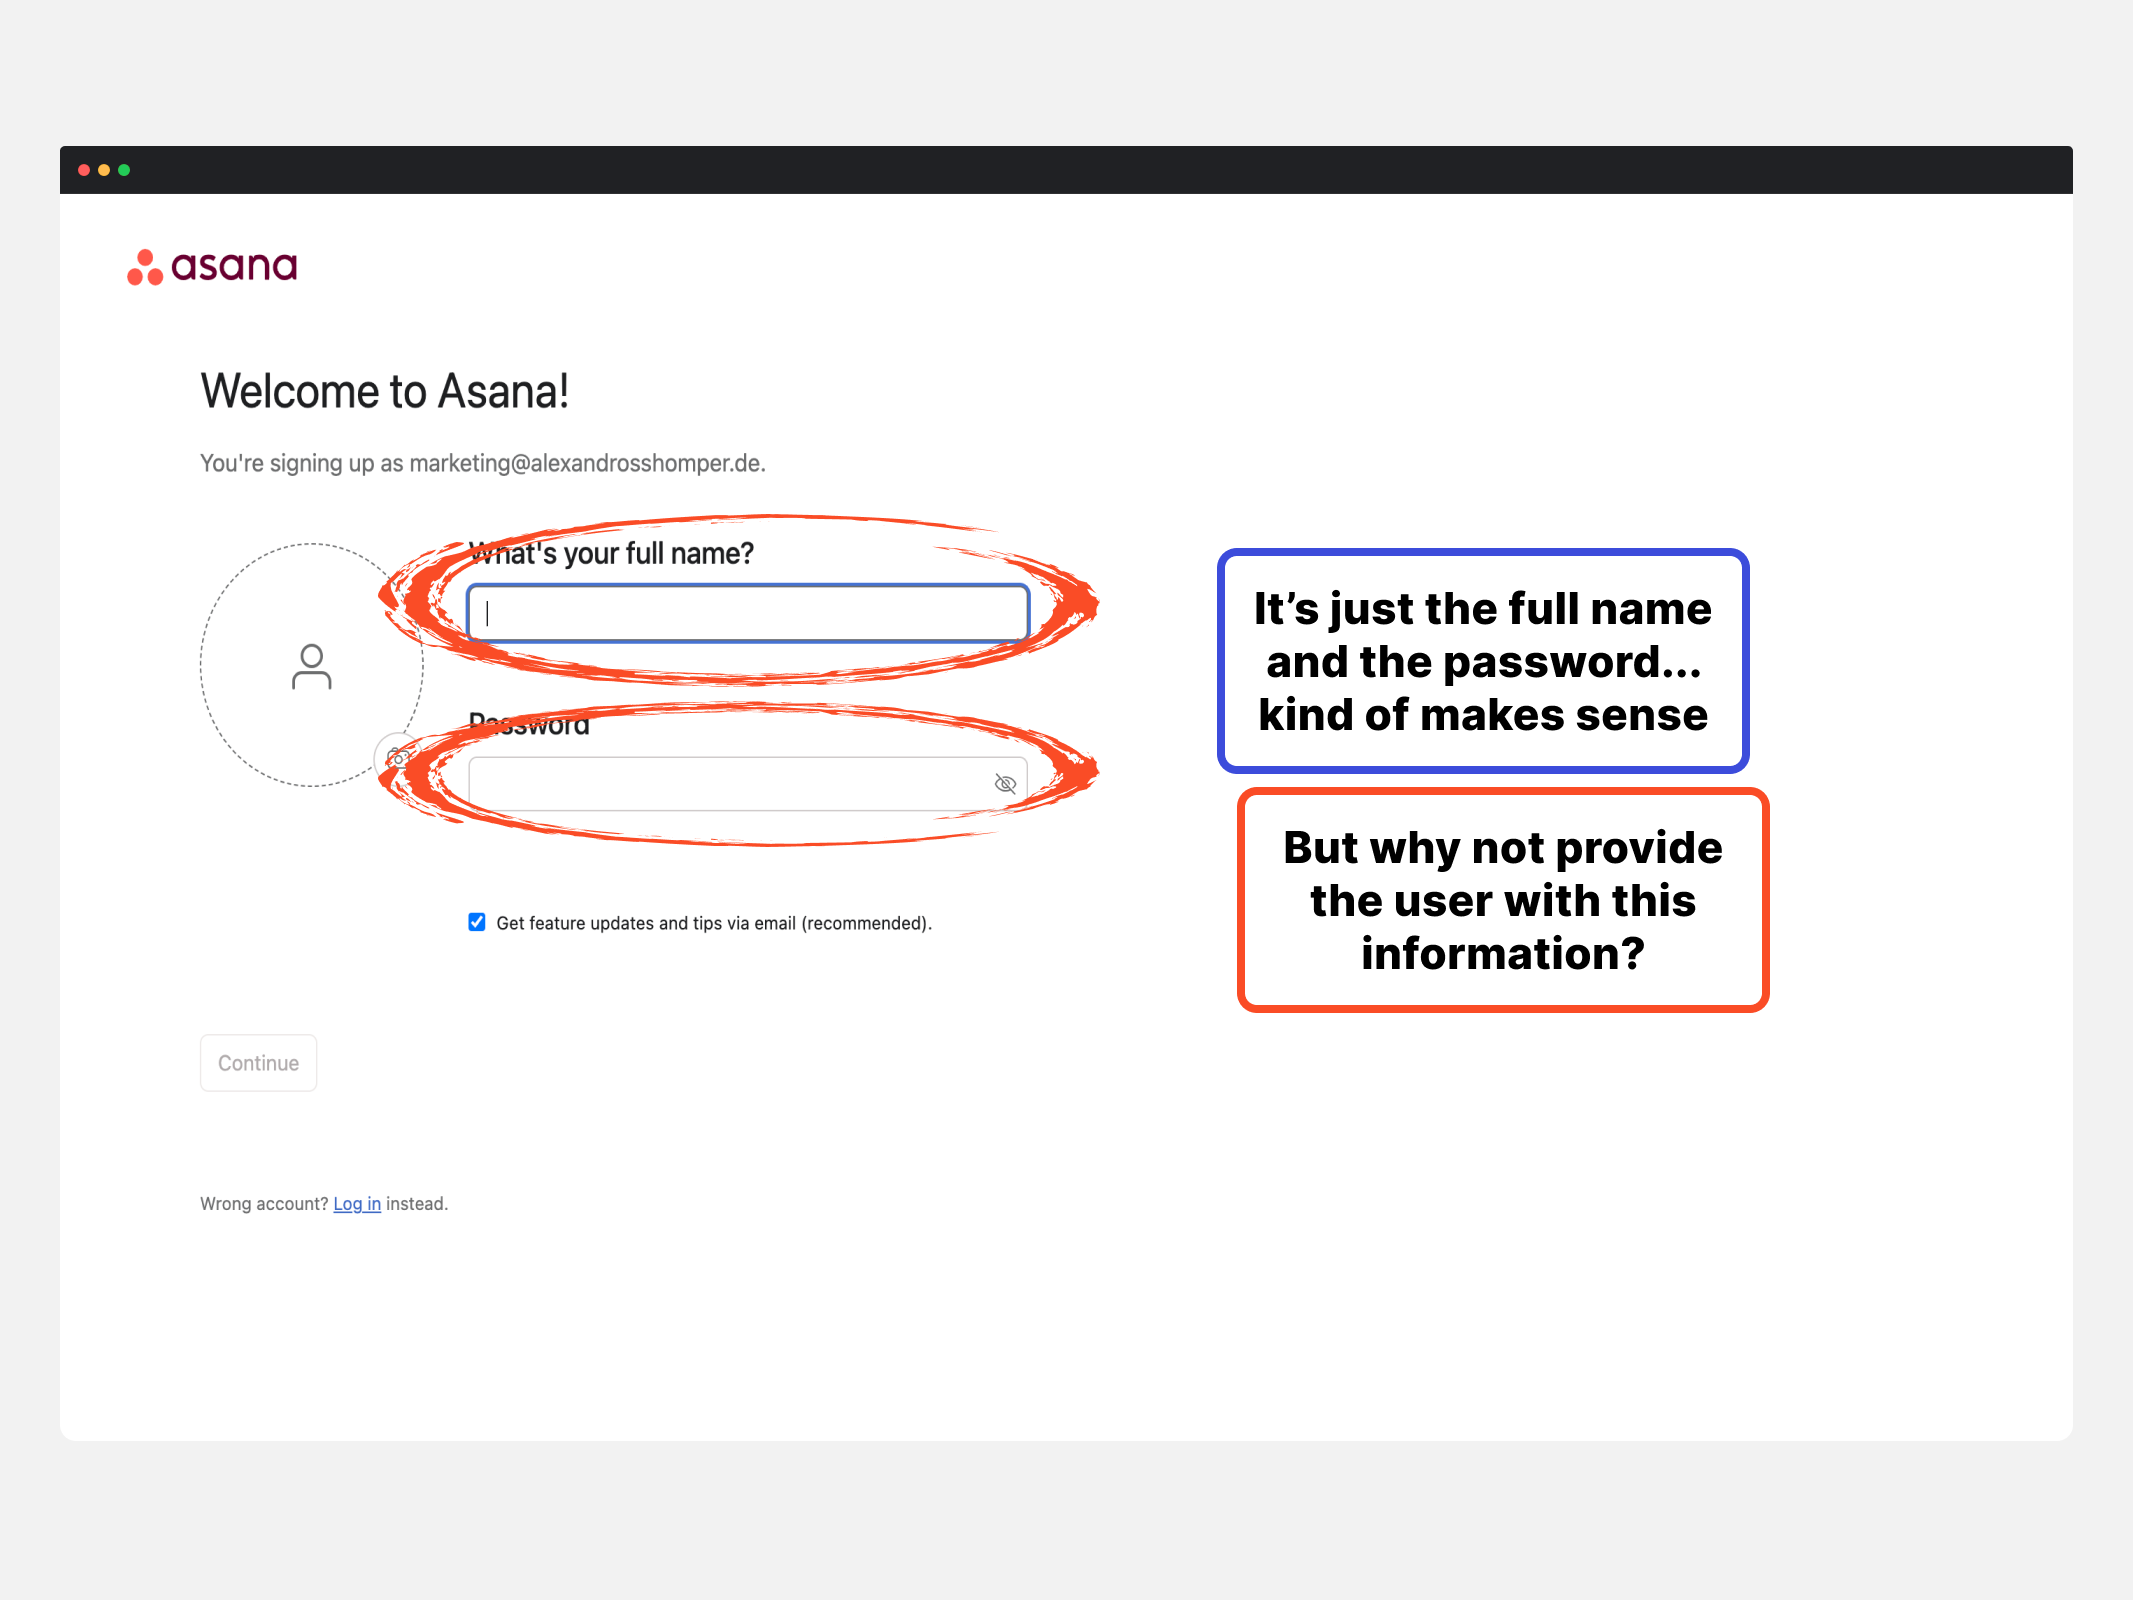 asana
Welcome to Asana!
You're signing up as marketing@alexandrosshomper.de.
What's your full name?
Password
Get feature updates and tips via email (recommended).
Continue
Wrong account? Log in instead.
It’s just the full name
and the password...
kind of makes sense
But why not provide
the user with this
information?